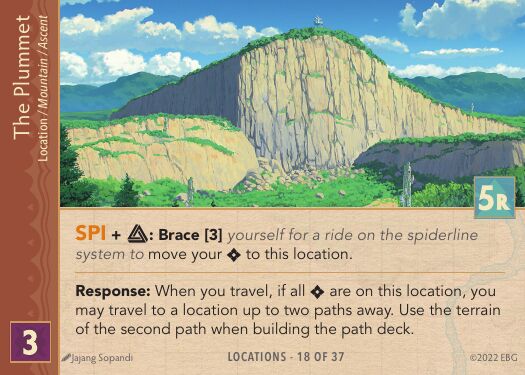 The Plummet
Location / Mountain / Ascent
5R
SPI + : Brace [3] yourself for a ride on the spiderline
system to move your to this location.
Response: When you travel, if all are on this location, you
may travel to a location up to two paths away. Use the terrain
of the second path when building the path deck.
3
Jajang Sopandi
LOCATIONS - 18 OF 37
©2022 EBG